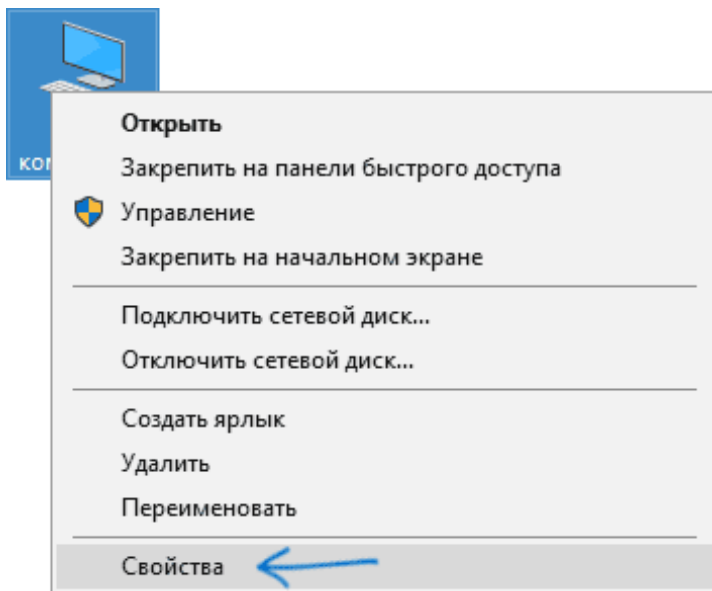 Открыть
Закрепить на панели быстрого доступа
Управление
Закрепить на начальном экране
Подключить сетевой диск...
Отключить сетевой диск...
Создать ярлык
Удалить
Переименовать
Свойства